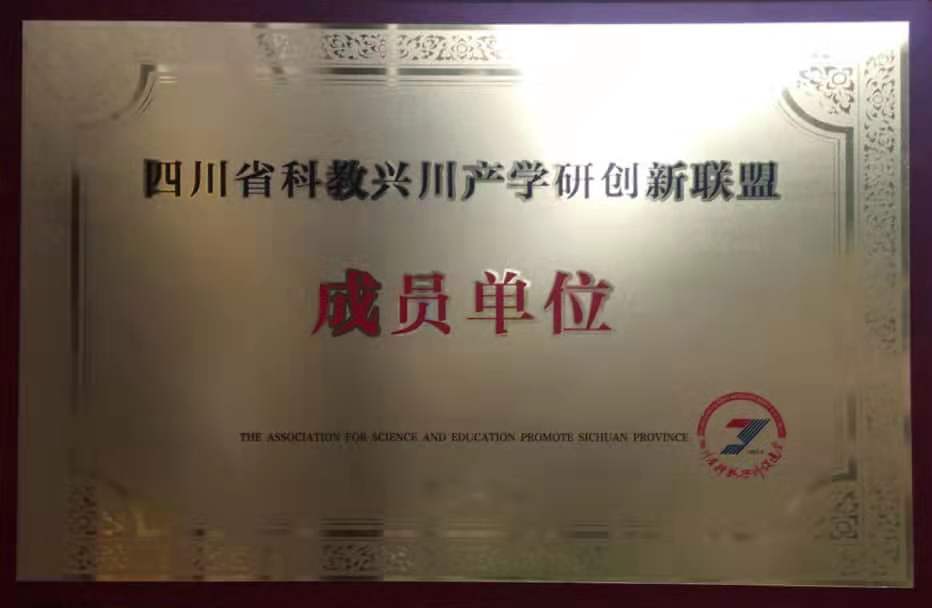 四川省科教兴川产学研创新联盟
成员单位
THE ASSOCIATION FOR SCIENCE AND EDUCATION PROMOTE SICHUAN PROVINCE